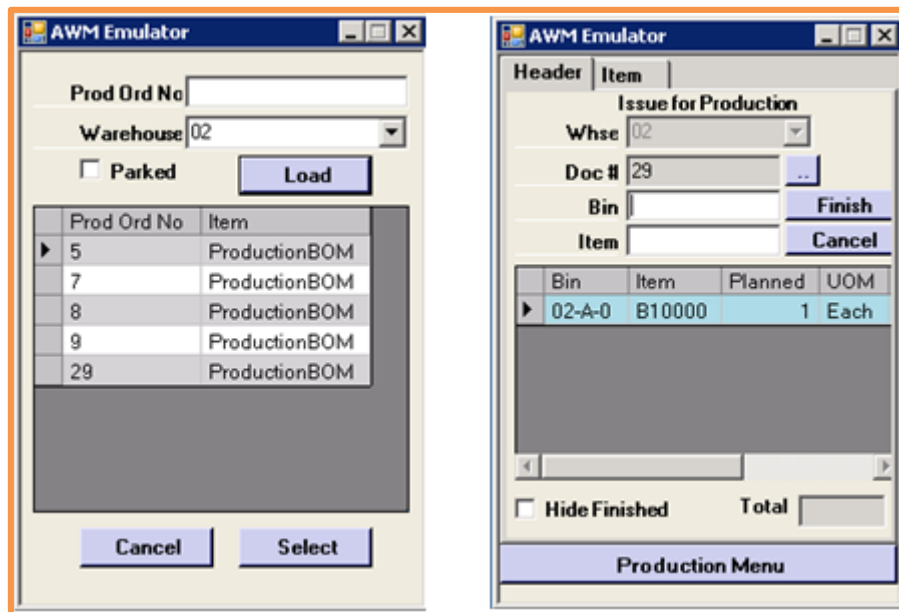 AWM Emulator
Prod Ord No
Warehouse 02
Parked
Load
Prod Ord No Item
5 ProductionBOM
7 ProductionBOM
8 ProductionBOM
9 ProductionBOM
29 ProductionBOM
Cancel Select
AWM Emulator
Header Item
Issue for Production
Whse 02
Doc # 29 ..
Bin Finish
Item Cancel
Bin Item Planned UOM
02-A-0 B10000 1 Each
Hide Finished Total
Production Menu